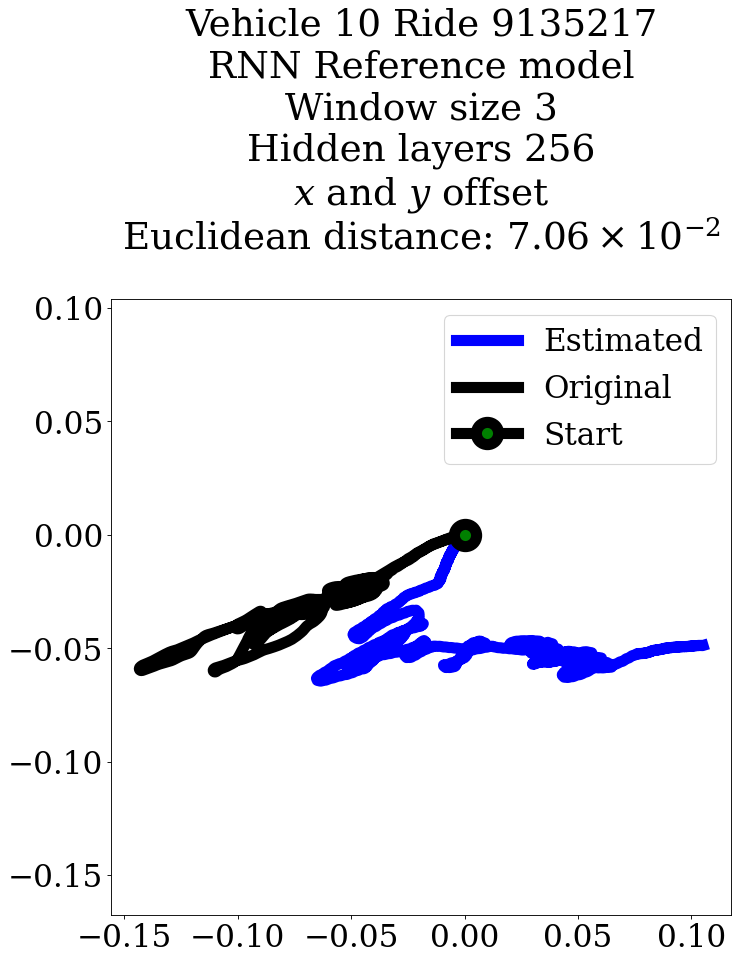 Vehicle 10 Ride 9135217
RNN Reference model
Window size 3
Hidden layers 256
x and y offset
Euclidean distance: 7.06 × 10⁻²
Estimated
Original
Start
0.10
0.05
0.00
−0.05
−0.10
−0.15
−0.15 −0.10 −0.05 0.00 0.05 0.10